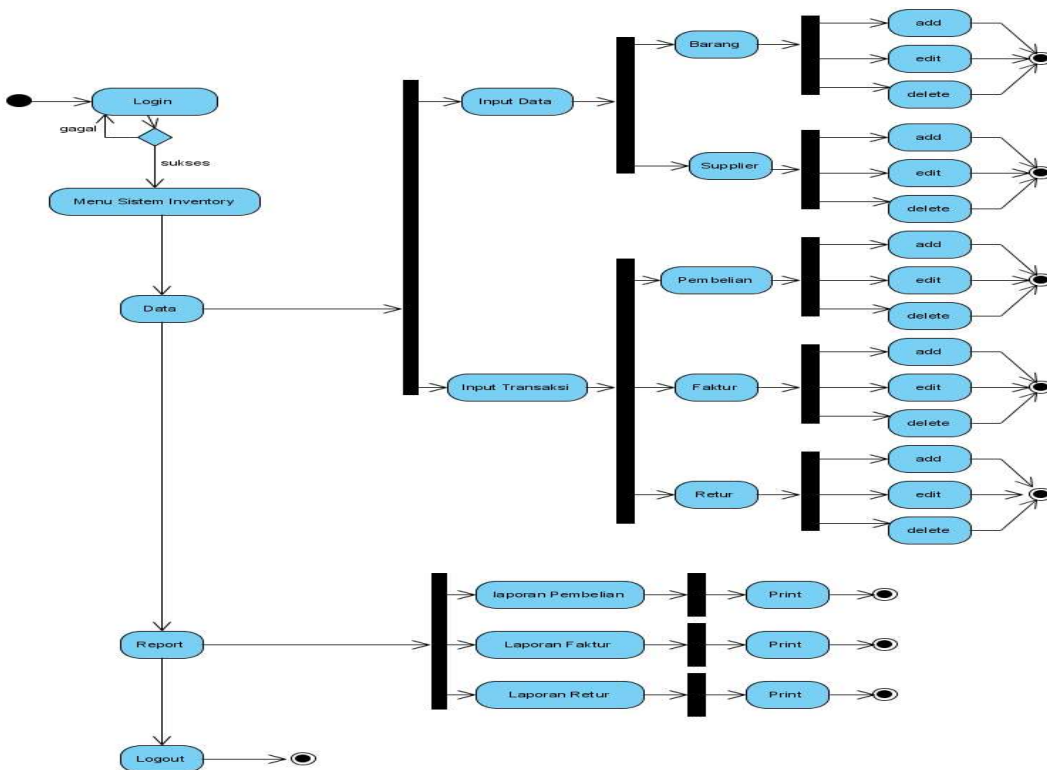 Login
gagal
sukses
Menu Sistem Inventory
Data
Input Data
Barang
add
edit
delete
Supplier
add
edit
delete
Input Transaksi
Pembelian
add
edit
delete
Faktur
add
edit
delete
Retur
add
edit
delete
Report
laporan Pembelian
Print
Laporan Faktur
Print
Laporan Retur
Print
Logout